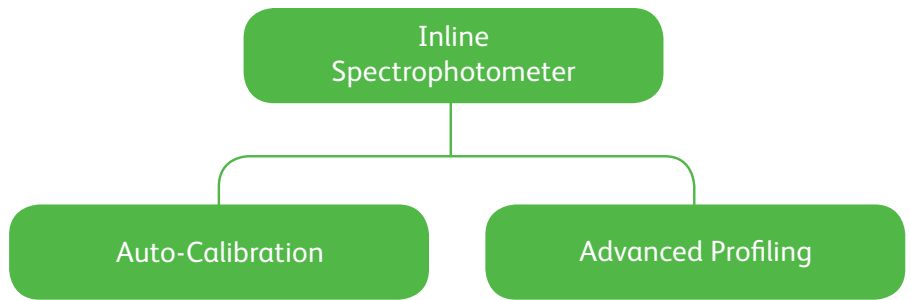 Inline
Spectrophotometer
Auto-Calibration
Advanced Profiling